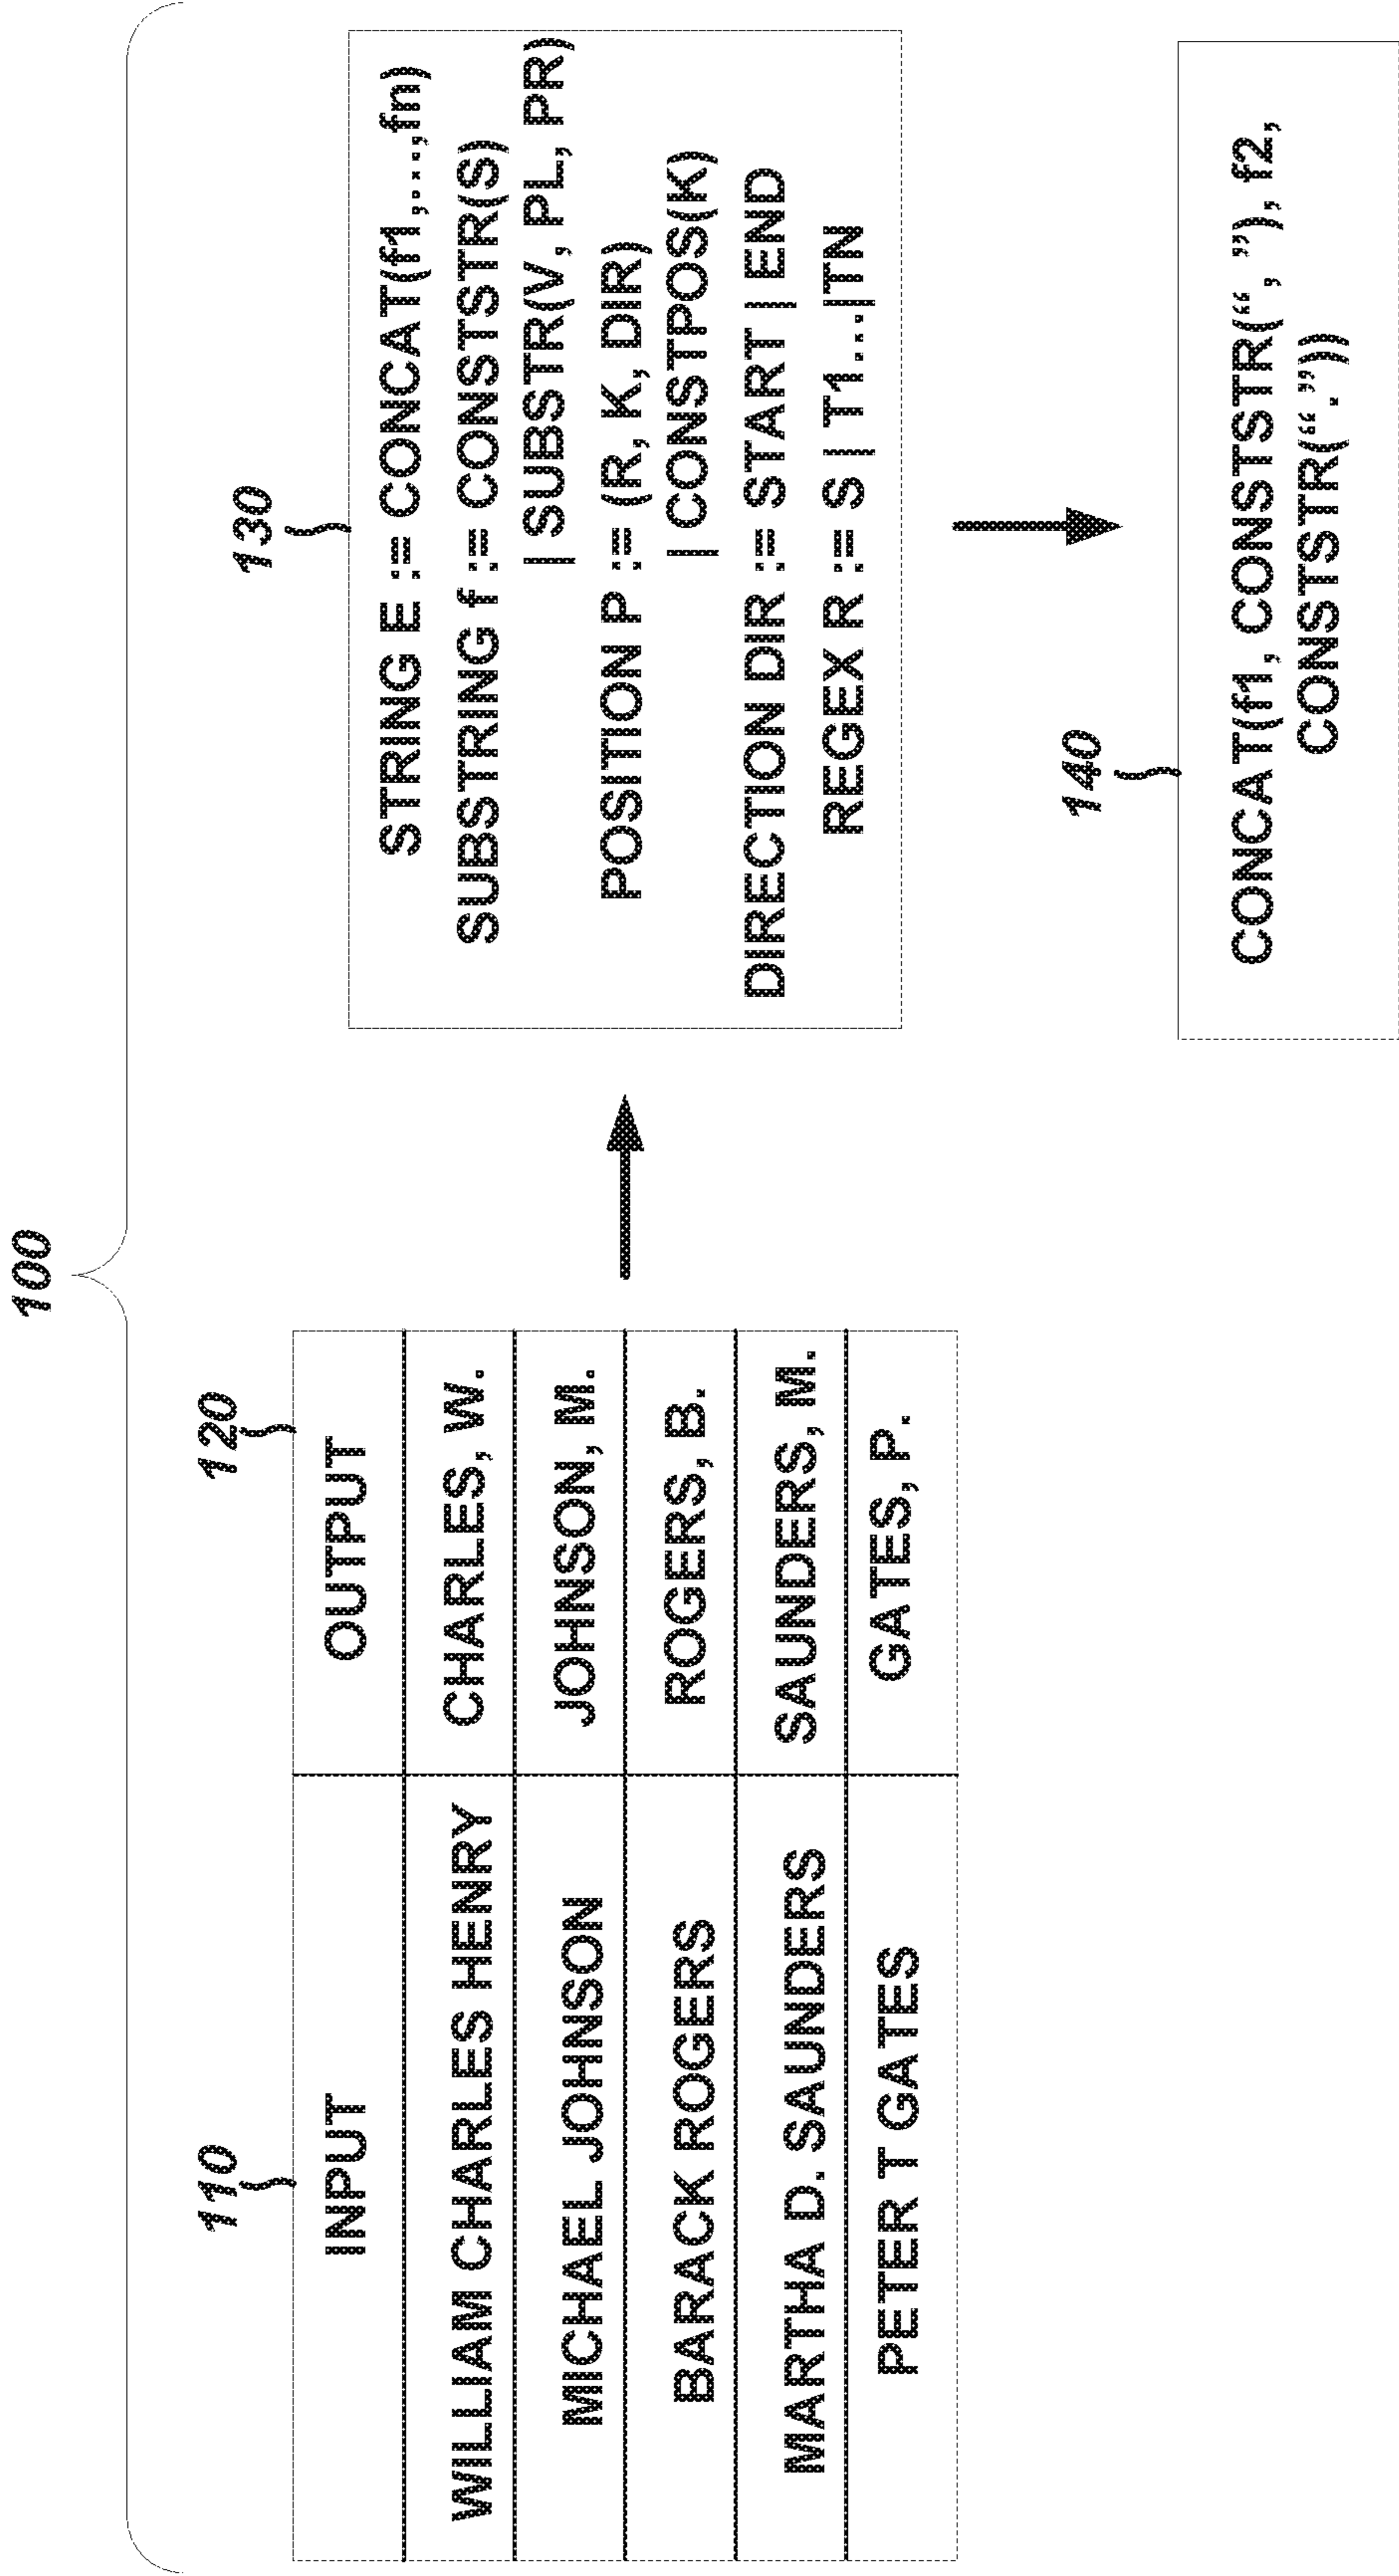 100
110
120
INPUT OUTPUT
WILLIAM CHARLES HENRY CHARLES, W.
MICHAEL JOHNSON JOHNSON, M.
BARACK ROGERS ROGERS, B.
MARTHA D. SAUNDERS SAUNDERS, M.
PETER T GATES GATES, P.
130
STRING E := CONCAT(f1,...,fn)
SUBSTRING f := CONSTSTR(S)
| SUBSTR(V, PL, PR)
POSITION P := (R, K, DIR)
| CONSTPOS(K)
DIRECTION DIR := START | END
REGEX R := S | T1...|TN
140
CONCAT(f1, CONSTSTR(“, ”), f2,
CONSTSTR(“.”))